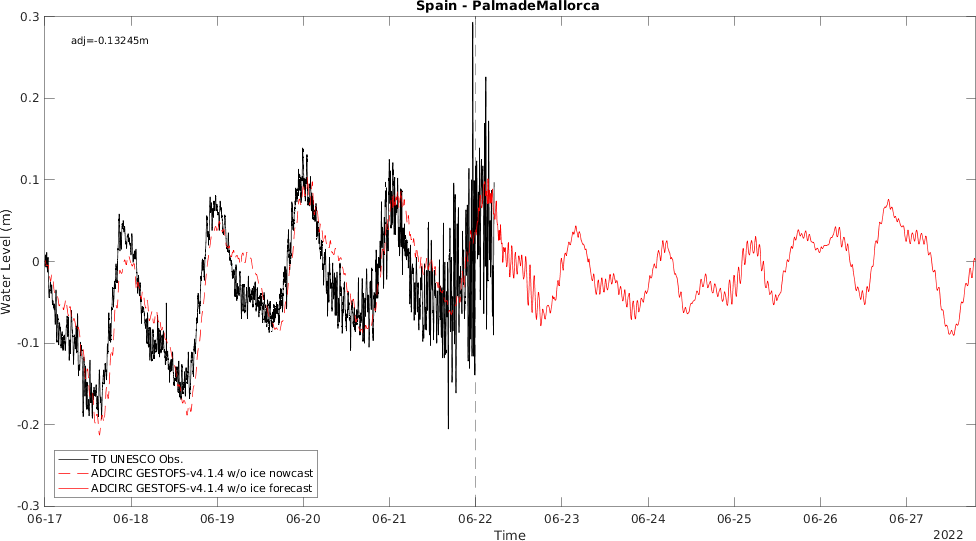 Spain - PalmadeMallorca
adj=-0.13245m
0.3
0.2
0.1
0
-0.1
-0.2
-0.3
Water Level (m)
TD UNESCO Obs.
ADCIRC GESTOFS-v4.1.4 w/o ice nowcast
ADCIRC GESTOFS-v4.1.4 w/o ice forecast
06-17 06-18 06-19 06-20 06-21 06-22 06-23 06-24 06-25 06-26 06-27
Time
2022